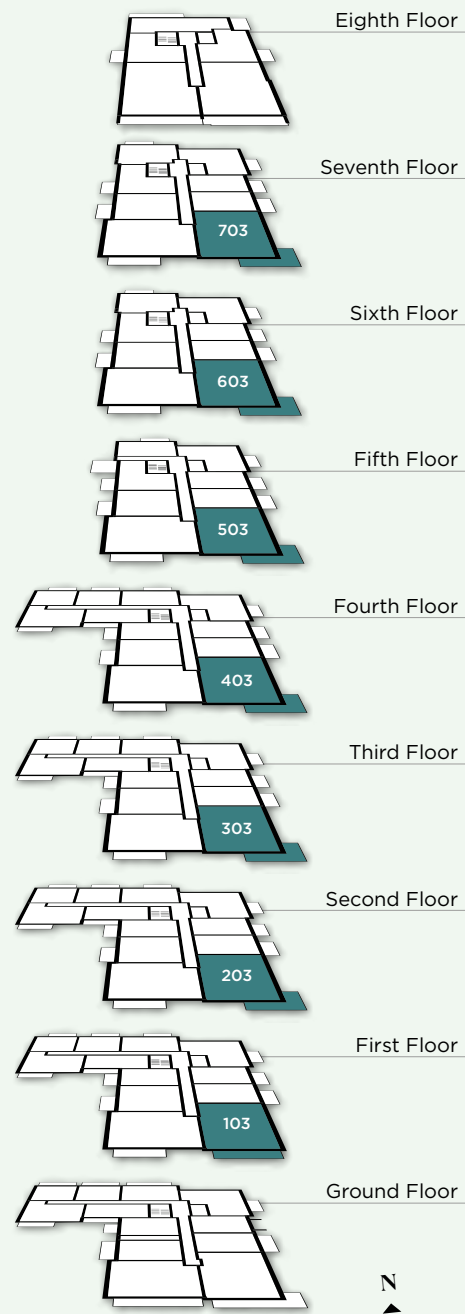 Eighth Floor
Seventh Floor
703
Sixth Floor
603
Fifth Floor
503
Fourth Floor
403
Third Floor
303
Second Floor
203
First Floor
103
Ground Floor
N